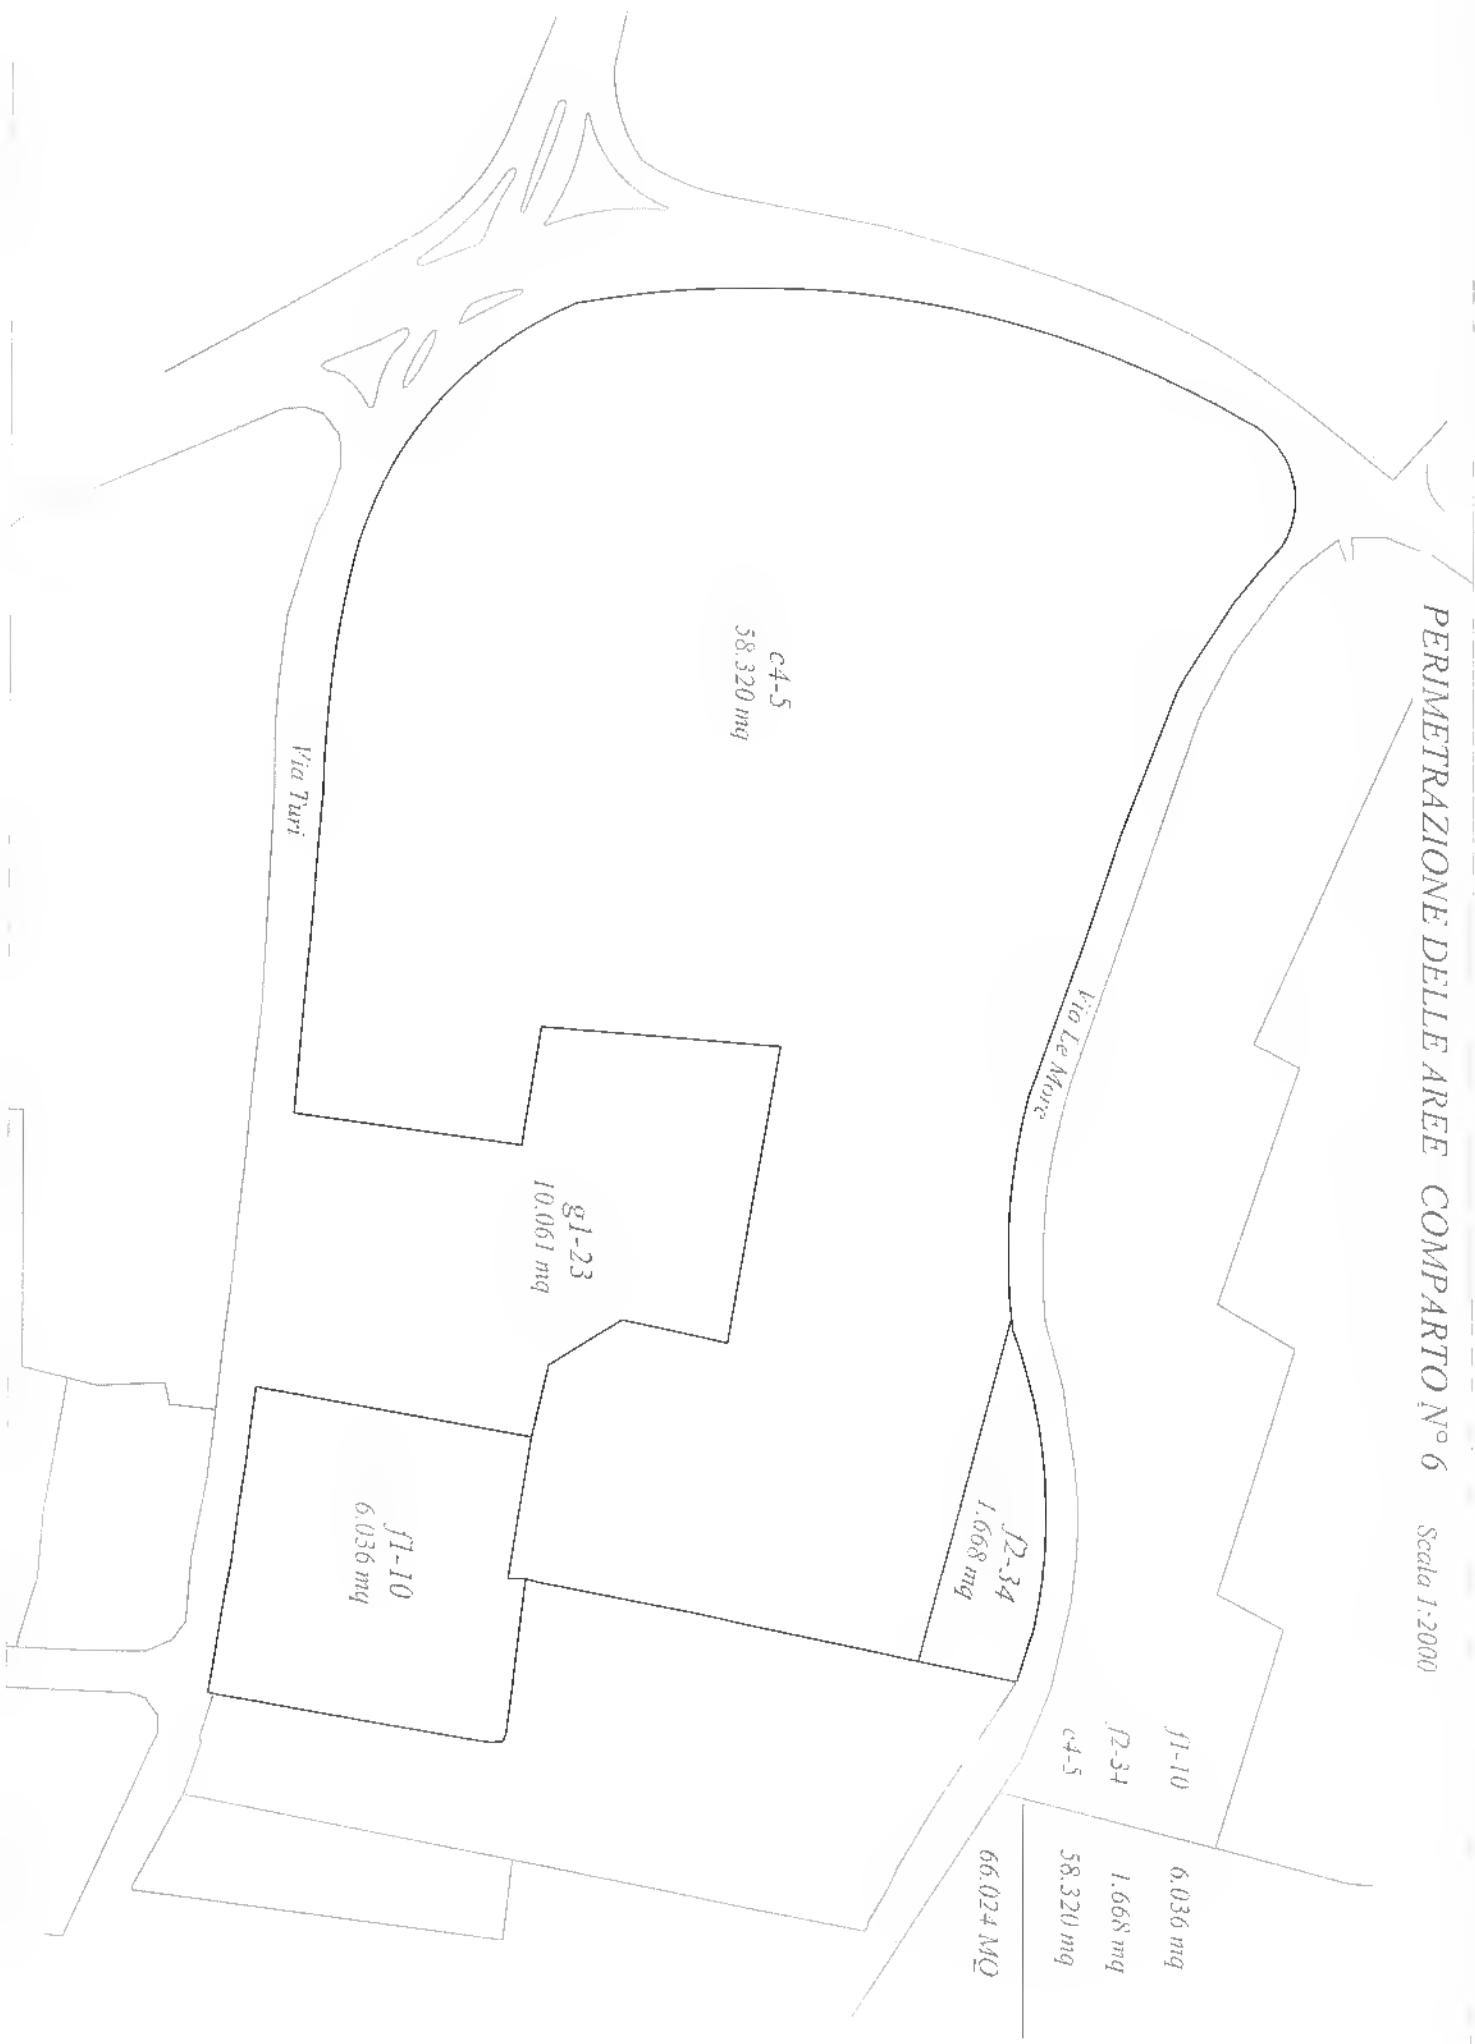 PERIMETRAZIONE DELLE AREE COMPARTO N° 6 Scala 1:2000
f1-10 6.036 mq
f2-34 1.668 mq
c4-5 58.320 mq
66.024 MQ
Via Le More
f2-34
1.668 mq
c4-5
58.320 mq
g1-23
10.061 mq
f1-10
6.036 mq
Via Turi